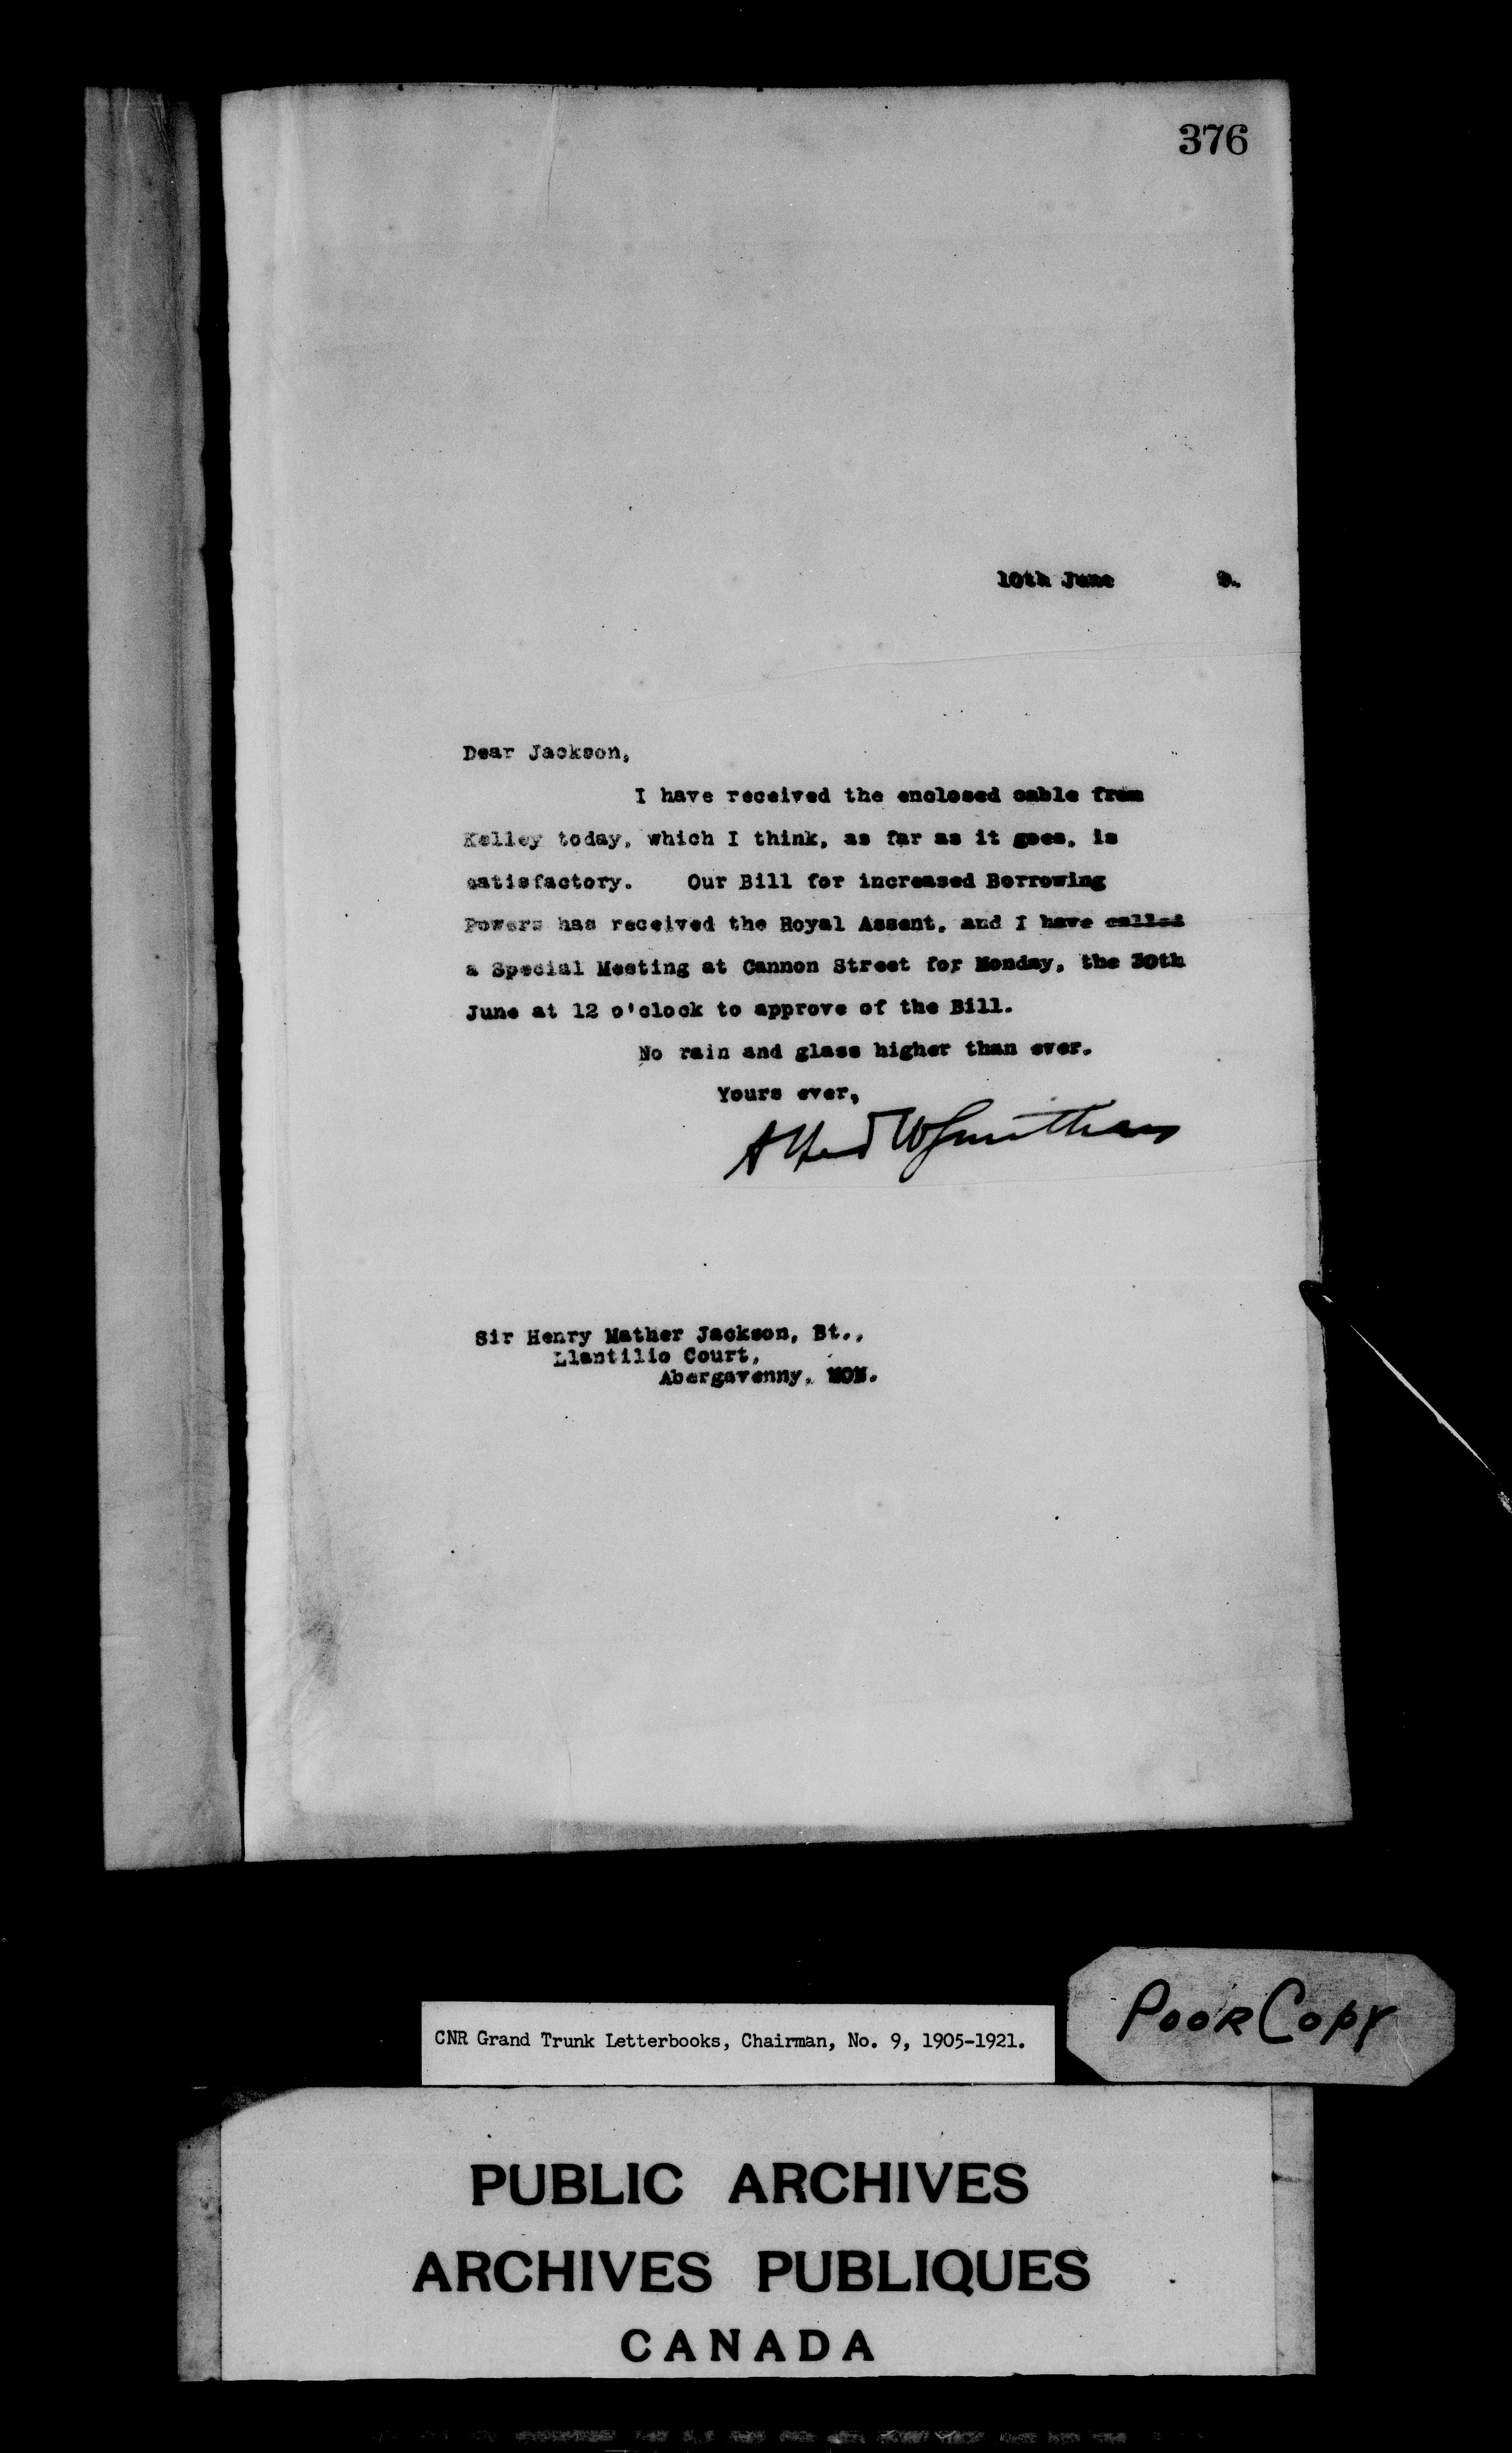 376
10th June 9.
Dear Jackson,
I have received the enclosed cable from
Kelley today, which I think, as far as it goes, is
satisfactory. Our Bill for increased Borrowing
Powers has received the Royal Assent, and I have called
a Special Meeting at Cannon Street for Monday, the 30th
June at 12 o'clock to approve of the Bill.
No rain and glass higher than ever.
Yours ever,
Alfred W Smithers
Sir Henry Mather Jackson, Bt.,
Llantilio Court,
Abergavenny, MON.
POOR COPY
CNR Grand Trunk Letterbooks, Chairman, No. 9, 1905-1921.
PUBLIC ARCHIVES
ARCHIVES PUBLIQUES
CANADA